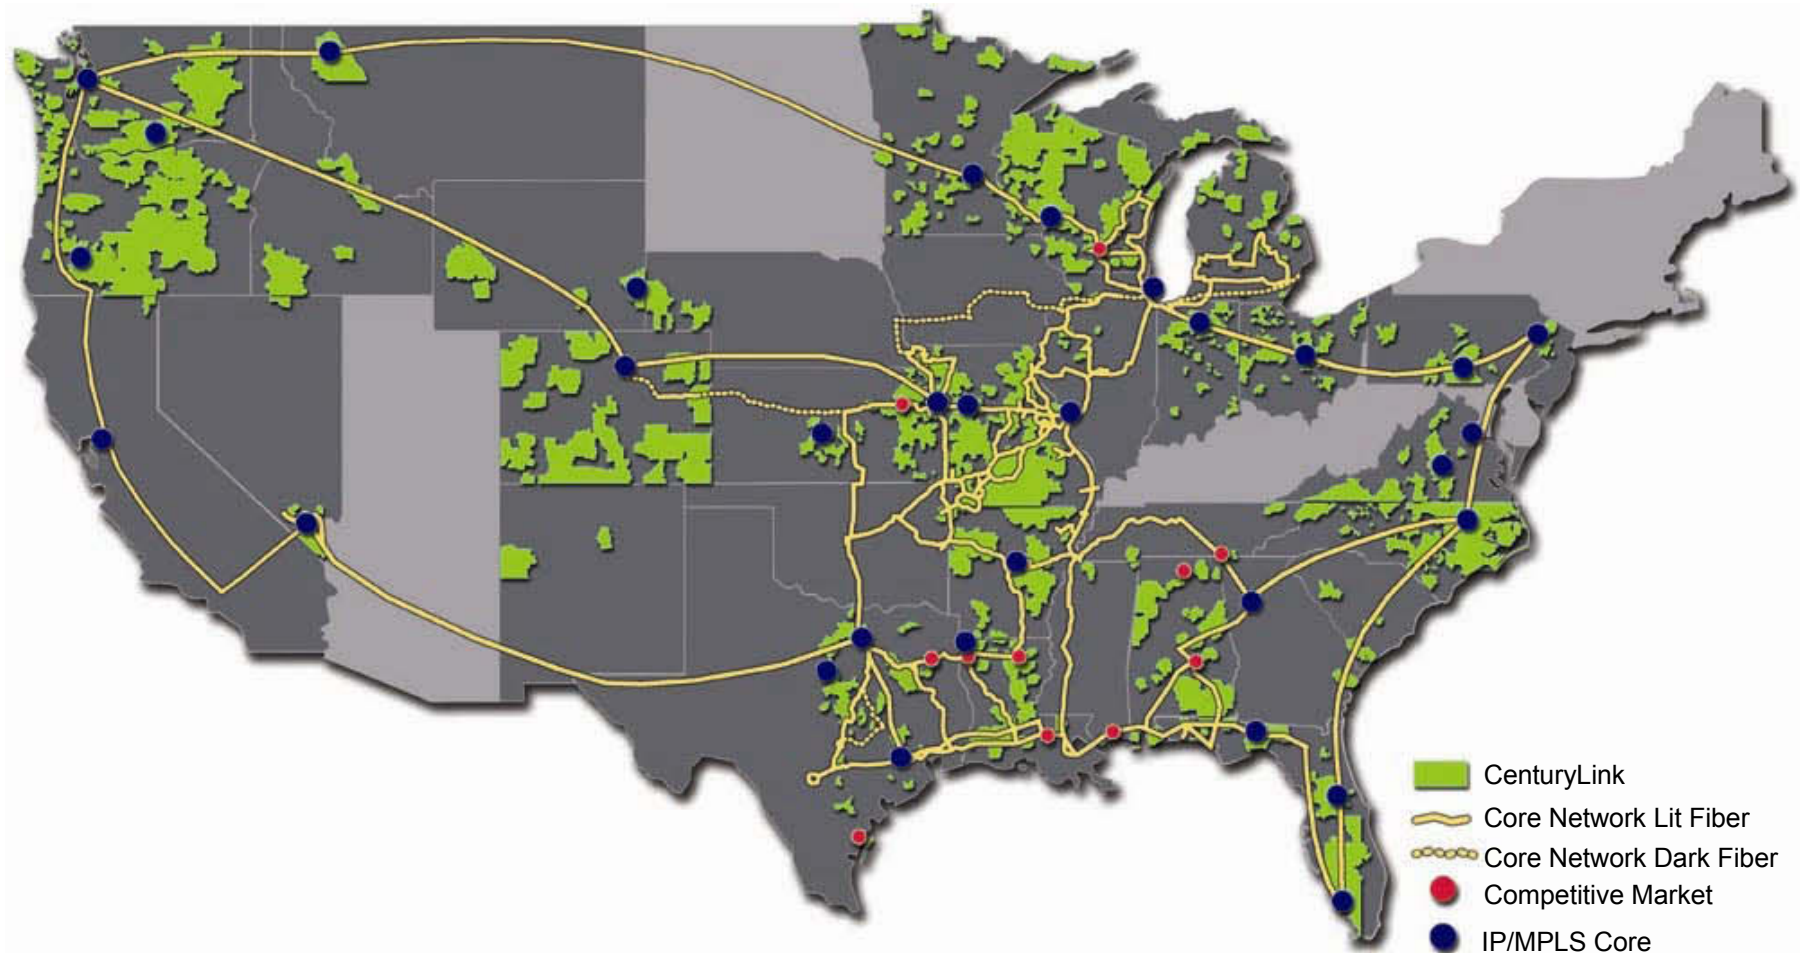 CenturyLink
Core Network Lit Fiber
Core Network Dark Fiber
Competitive Market
IP/MPLS Core